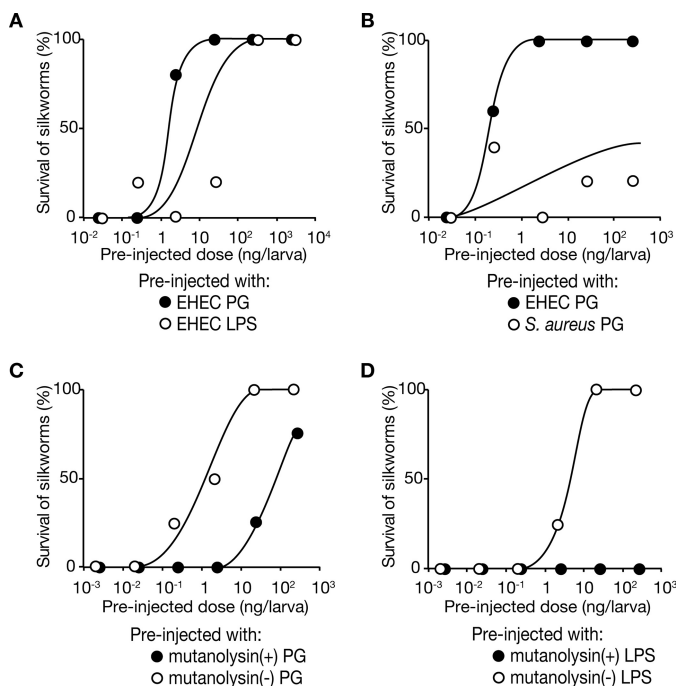 A
Survival of silkworms (%)
100
50
0
10-2 10-1 1 10 102 103 104
Pre-injected dose (ng/larva)
Pre-injected with:
EHEC PG
EHEC LPS
B
Survival of silkworms (%)
100
50
0
10-2 10-1 1 10 102 103
Pre-injected dose (ng/larva)
Pre-injected with:
EHEC PG
S. aureus PG
C
Survival of silkworms (%)
100
50
0
10-3 10-2 10-1 1 10 102 103
Pre-injected dose (ng/larva)
Pre-injected with:
mutanolysin(+) PG
mutanolysin(-) PG
D
Survival of silkworms (%)
100
50
0
10-3 10-2 10-1 1 10 102 103
Pre-injected dose (ng/larva)
Pre-injected with:
mutanolysin(+) LPS
mutanolysin(-) LPS